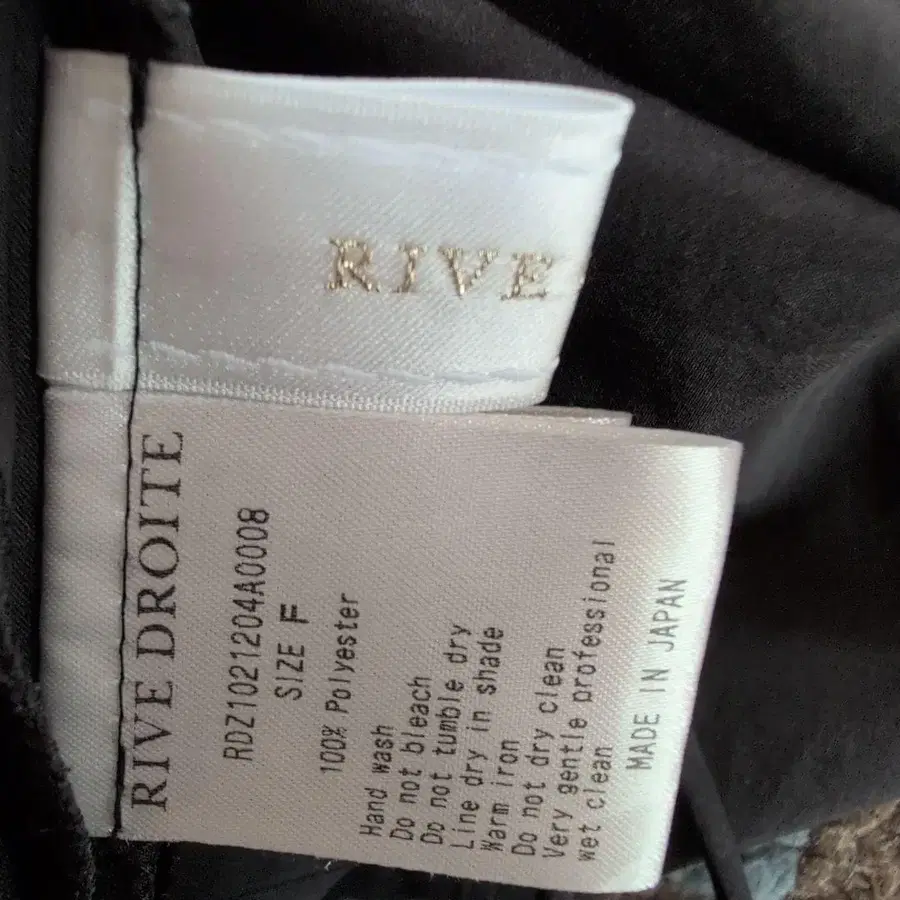 RIVE
RIVE DROITE
RDZ1021204A0008
SIZE F
100% Polyester
Hand wash
Do not bleach
Do not tumble dry
Line dry in shade
Warm iron
Do not dry clean
Very gentle professional
wet clean
MADE IN JAPAN